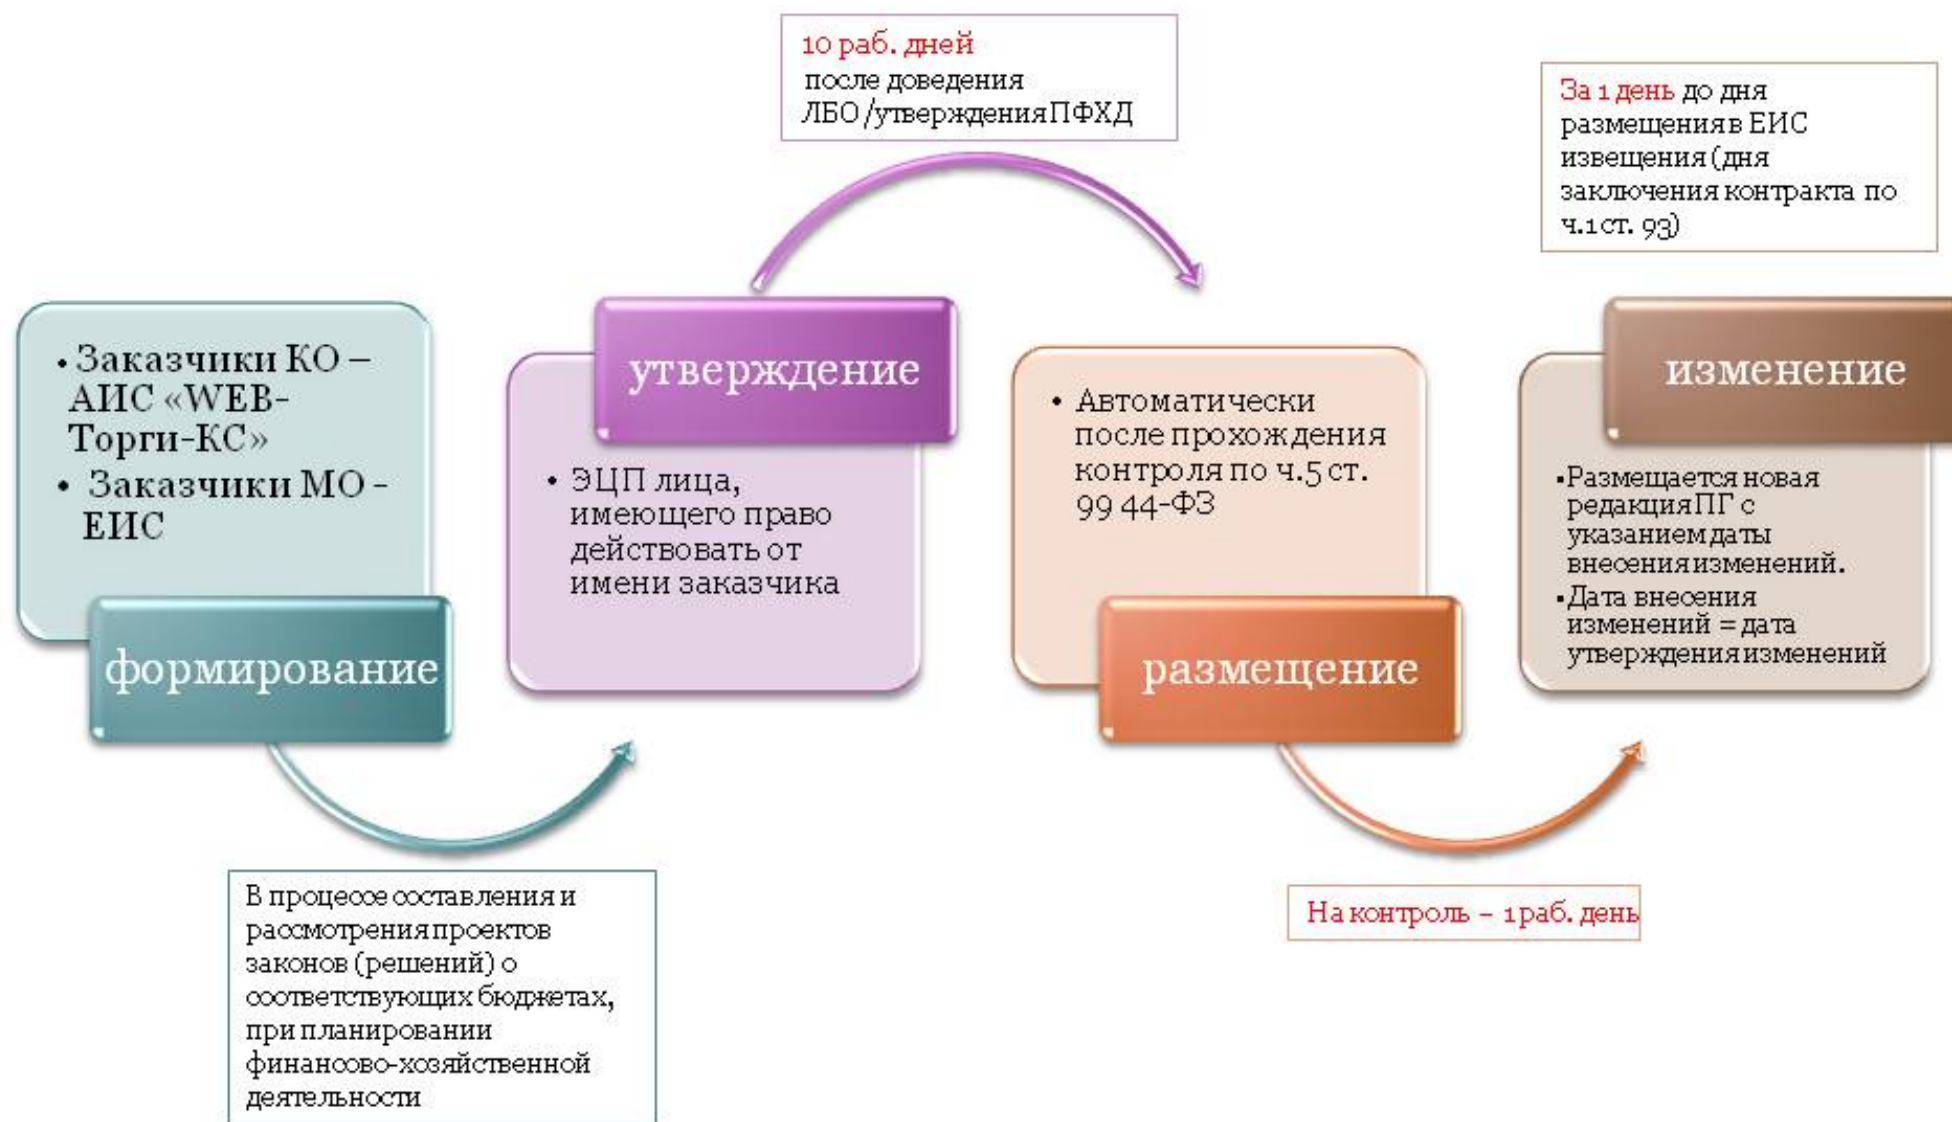 10 раб. дней
после доведения
ЛБО/утверждения ПФХД
За 1 день до дня
размещения в ЕИС
извещения (дня
заключения контракта по
ч.1 ст. 93)
• Заказчики КО –
АИС «WEB-
Торги-КС»
• Заказчики МО -
ЕИС
формирование
В процессе составления и
рассмотрения проектов
законов (решений) о
соответствующих бюджетах,
при планировании
финансово-хозяйственной
деятельности
утверждение
• ЭЦП лица,
имеющего право
действовать от
имени заказчика
• Автоматически
после прохождения
контроля по ч.5 ст.
99 44-ФЗ
размещение
На контроль – 1 раб. день
изменение
▪Размещается новая
редакция ПГ с
указанием даты
внесения изменений.
▪Дата внесения
изменений = дата
утверждения изменений